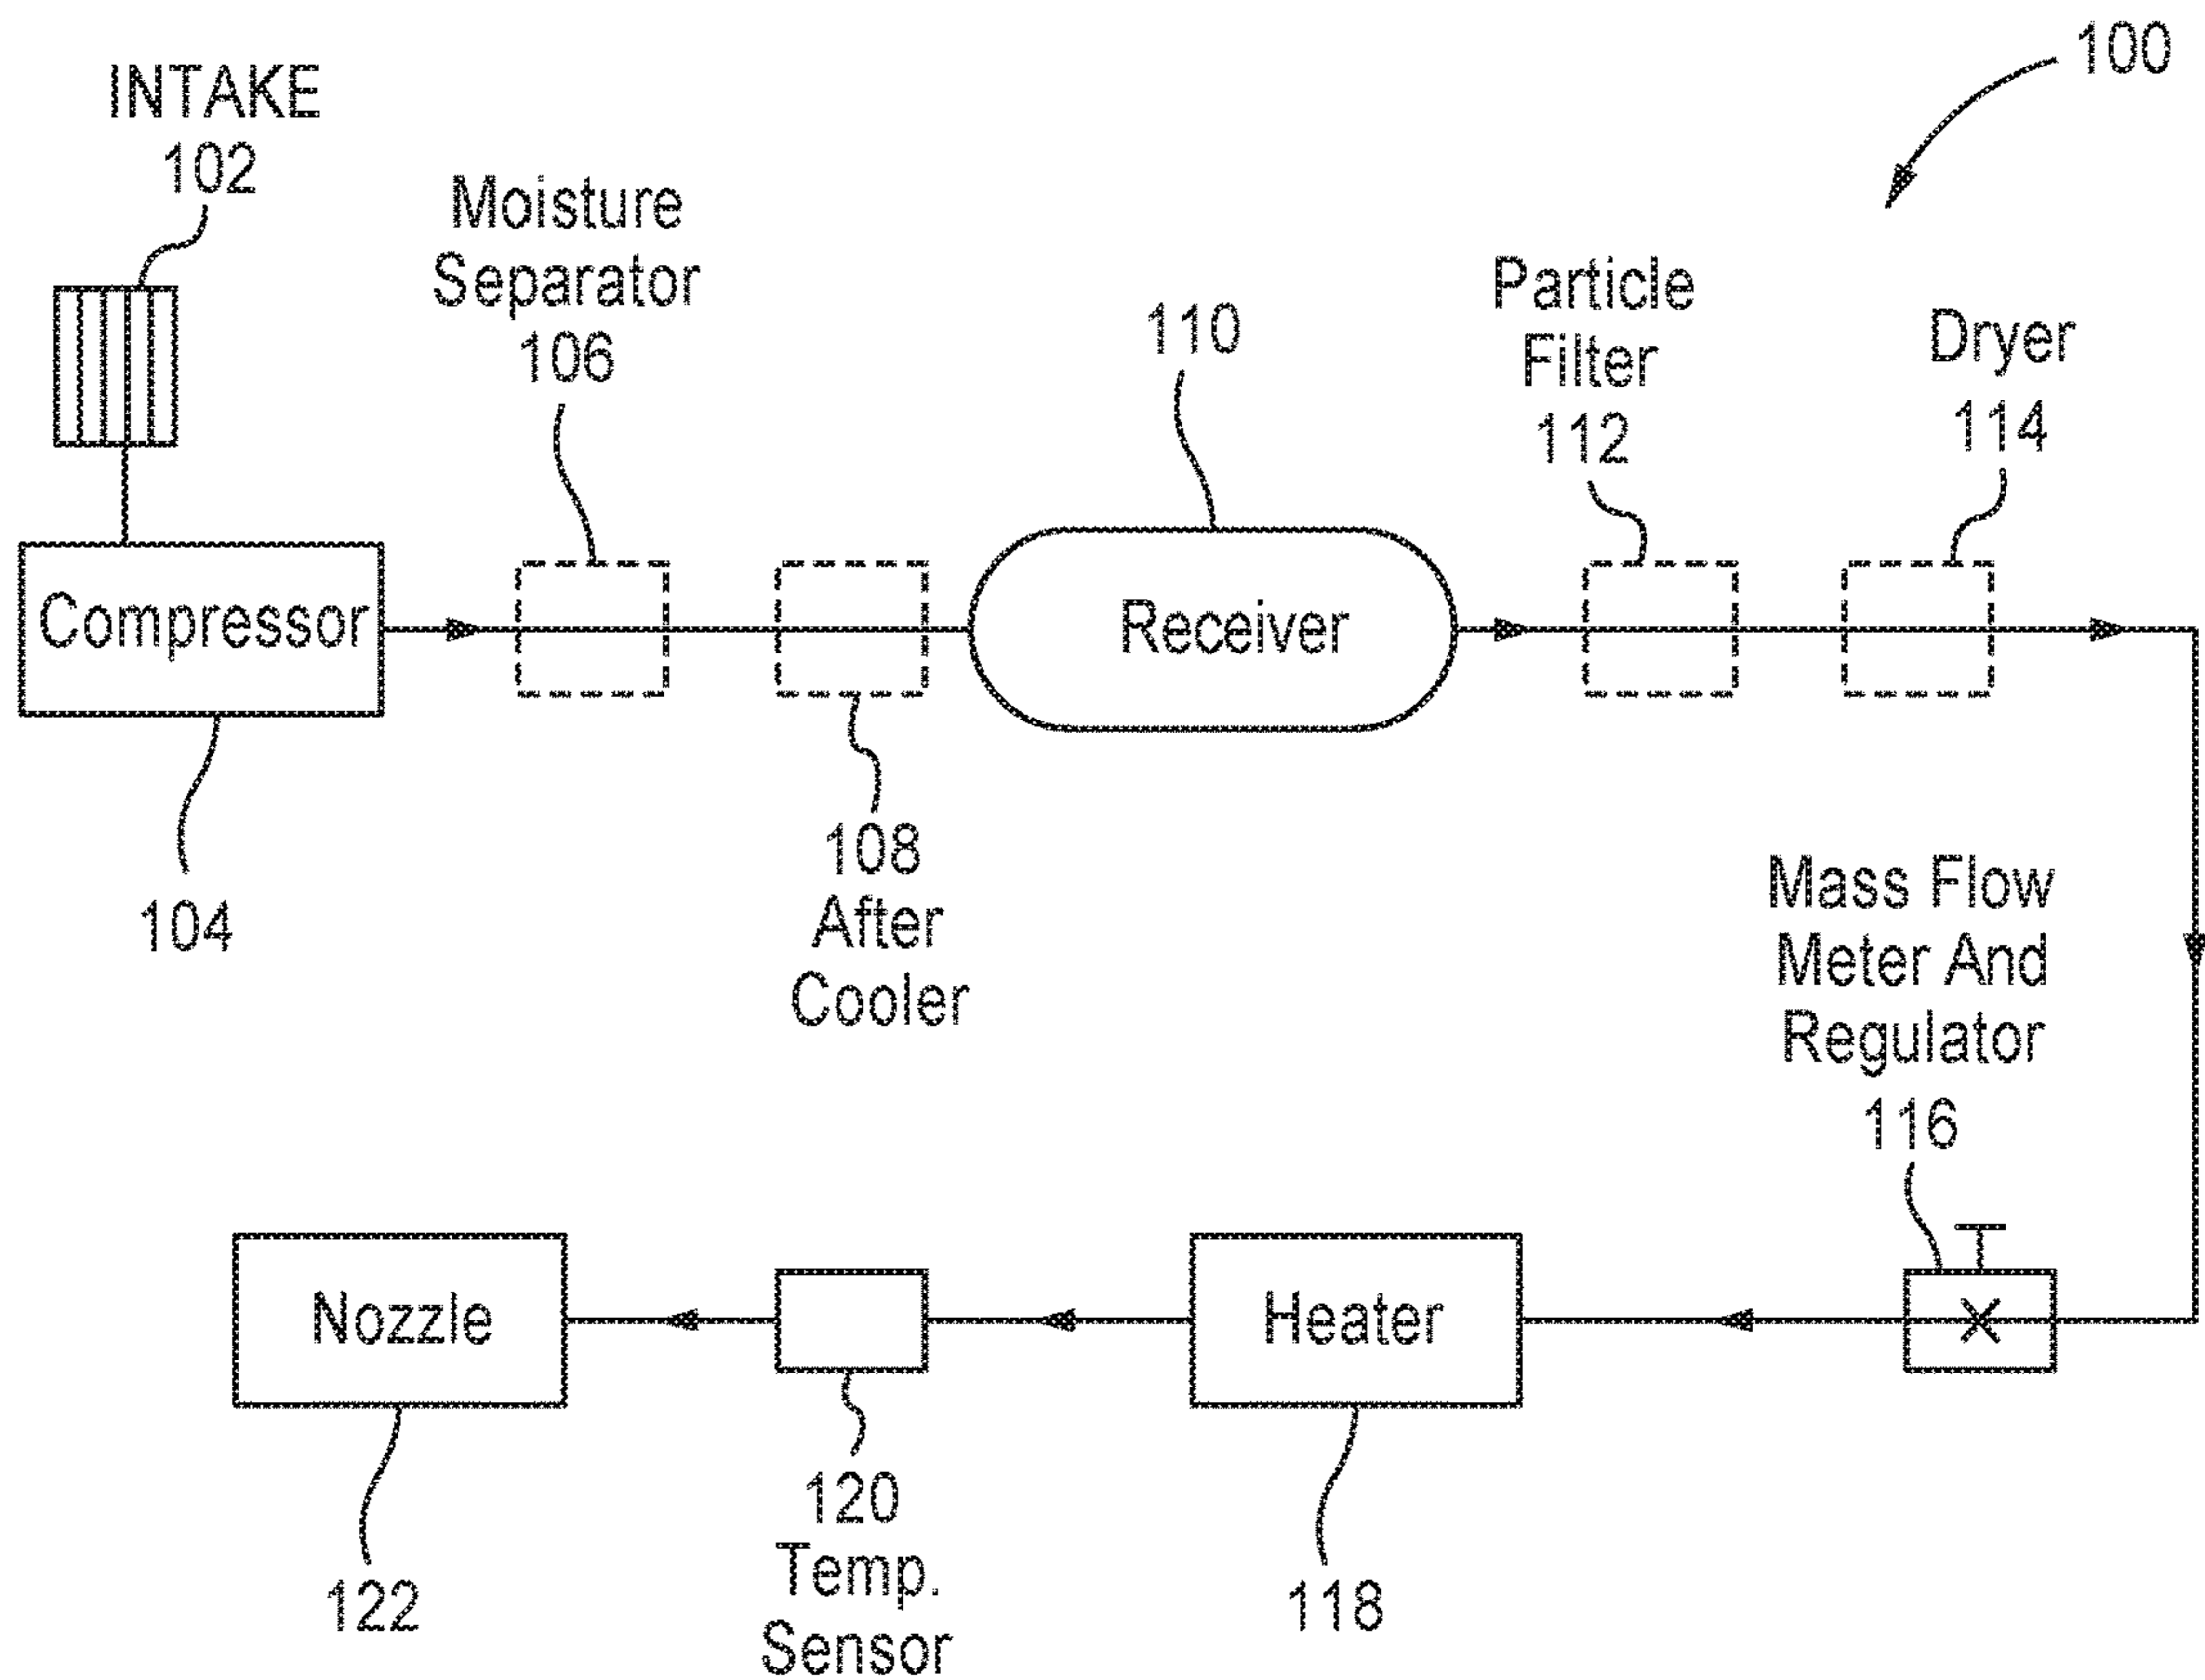 100
INTAKE
102
Moisture
Separator
106
110
Particle
Filter
112
Dryer
114
Compressor
Receiver
104
108
After
Cooler
Mass Flow
Meter And
Regulator
116
Nozzle
Heater
122
120
Temp.
Sensor
118